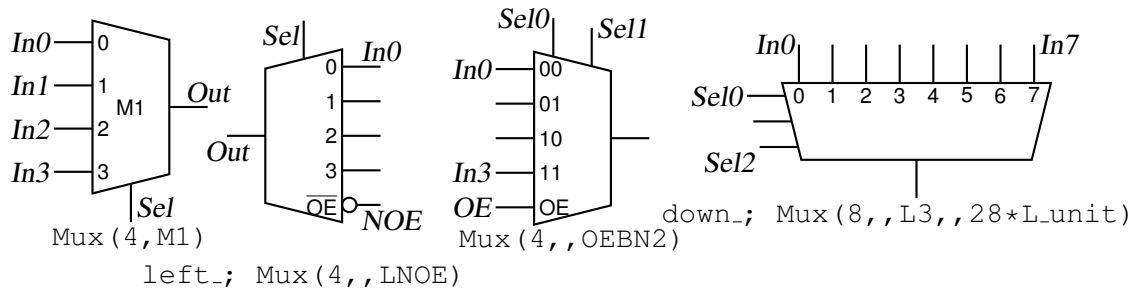 In0
In1
In2
In3
0
1
2
3
M1
Out
Sel
Mux(4,M1)
Sel
In0
0
1
2
3
OE
Out
NOE
left_; Mux(4,,LNOE)
Sel0
Sel1
In0
00
01
10
In3
11
OE
OE
Mux(4,,OEBN2)
In0
In7
Sel0
0 1 2 3 4 5 6 7
Sel2
down_; Mux(8,,L3,,28*L_unit)